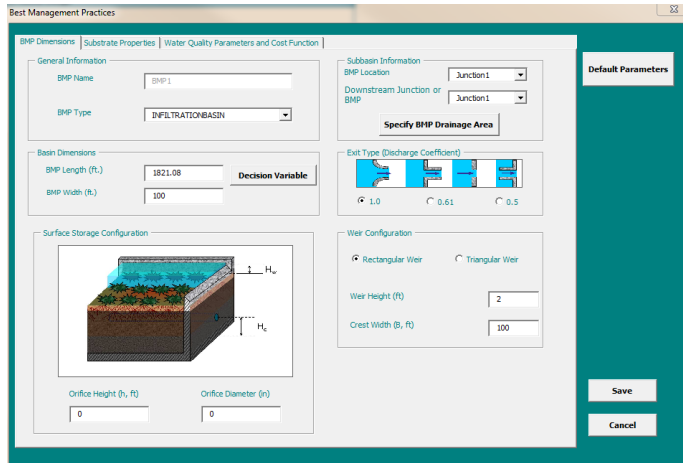 Best Management Practices
BMP Dimensions
Substrate Properties
Water Quality Parameters and Cost Function
General Information
BMP Name
BMP1
BMP Type
INFILTRATIONBASIN
Subbasin Information
BMP Location
Junction1
Downstream Junction or
BMP
Junction1
Specify BMP Drainage Area
Default Parameters
Basin Dimensions
BMP Length (ft.)
1821.08
Decision Variable
BMP Width (ft.)
100
Exit Type (Discharge Coefficient)
1.0
0.61
0.5
Surface Storage Configuration
Hw
Hc
Orifice Height (h, ft)
Orifice Diameter (in)
0
0
Weir Configuration
Rectangular Weir
Triangular Weir
Weir Height (ft)
2
Crest Width (B, ft)
100
Save
Cancel